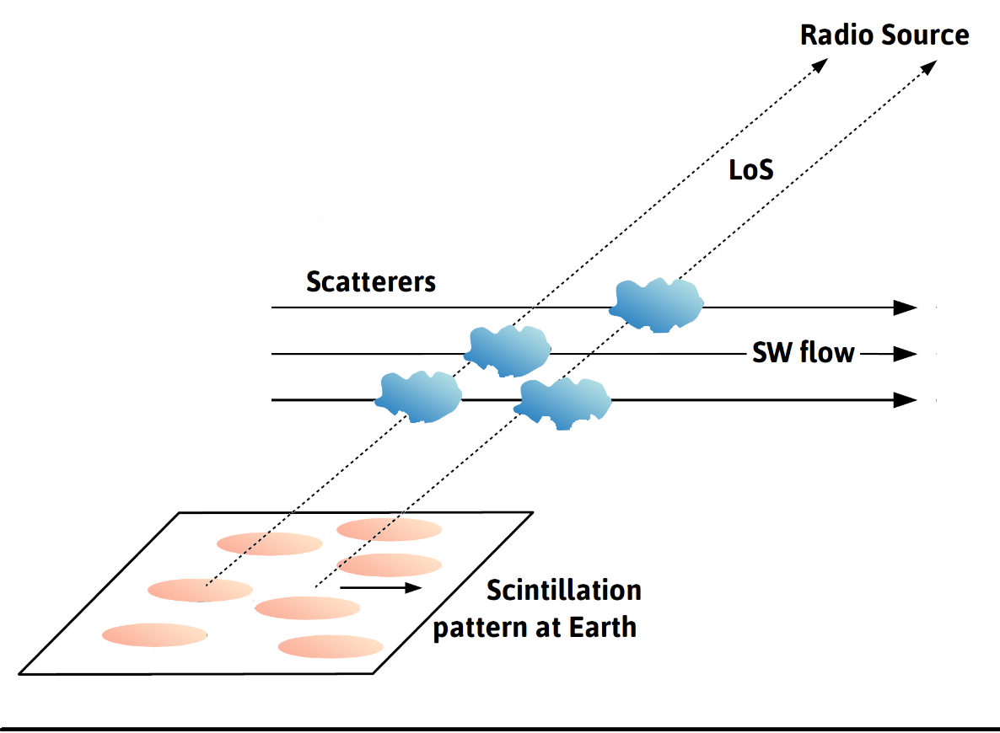 Radio Source
LoS
Scatterers
SW flow
Scintillation
pattern at Earth